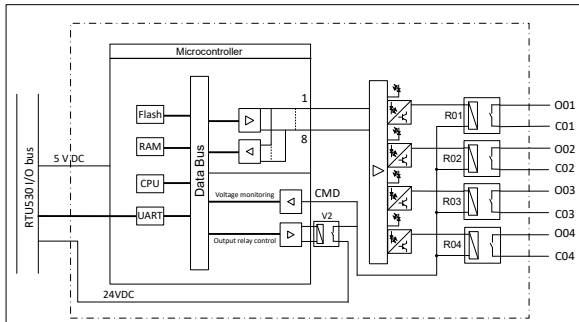 Microcontroller
RTU530 I/O bus
5 V DC
24VDC
Flash
RAM
CPU
UART
Data Bus
1
8
Voltage monitoring
CMD
Output relay control
V2
R01
O01
C01
R02
O02
C02
R03
O03
C03
R04
O04
C04